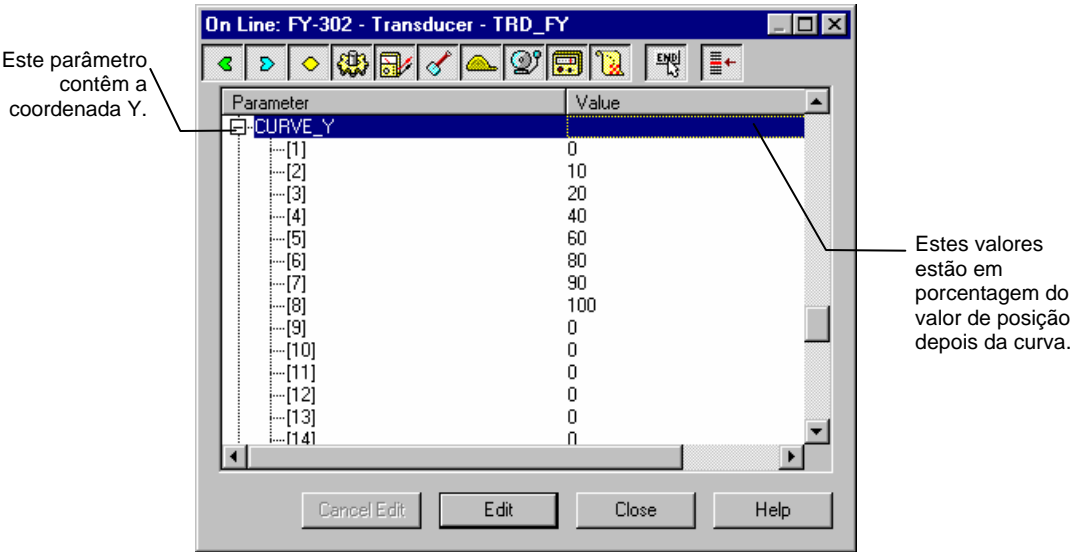 On Line: FY-302 - Transducer - TRD_FY
Este parâmetro
contêm a
coordenada Y.
END
Parameter Value
CURVE_Y
[1] 0
[2] 10
[3] 20
[4] 40
[5] 60
[6] 80
[7] 90
[8] 100
[9] 0
[10] 0
[11] 0
[12] 0
[13] 0
[14] 0
Estes valores
estão em
porcentagem do
valor de posição
depois da curva.
Cancel Edit Edit Close Help